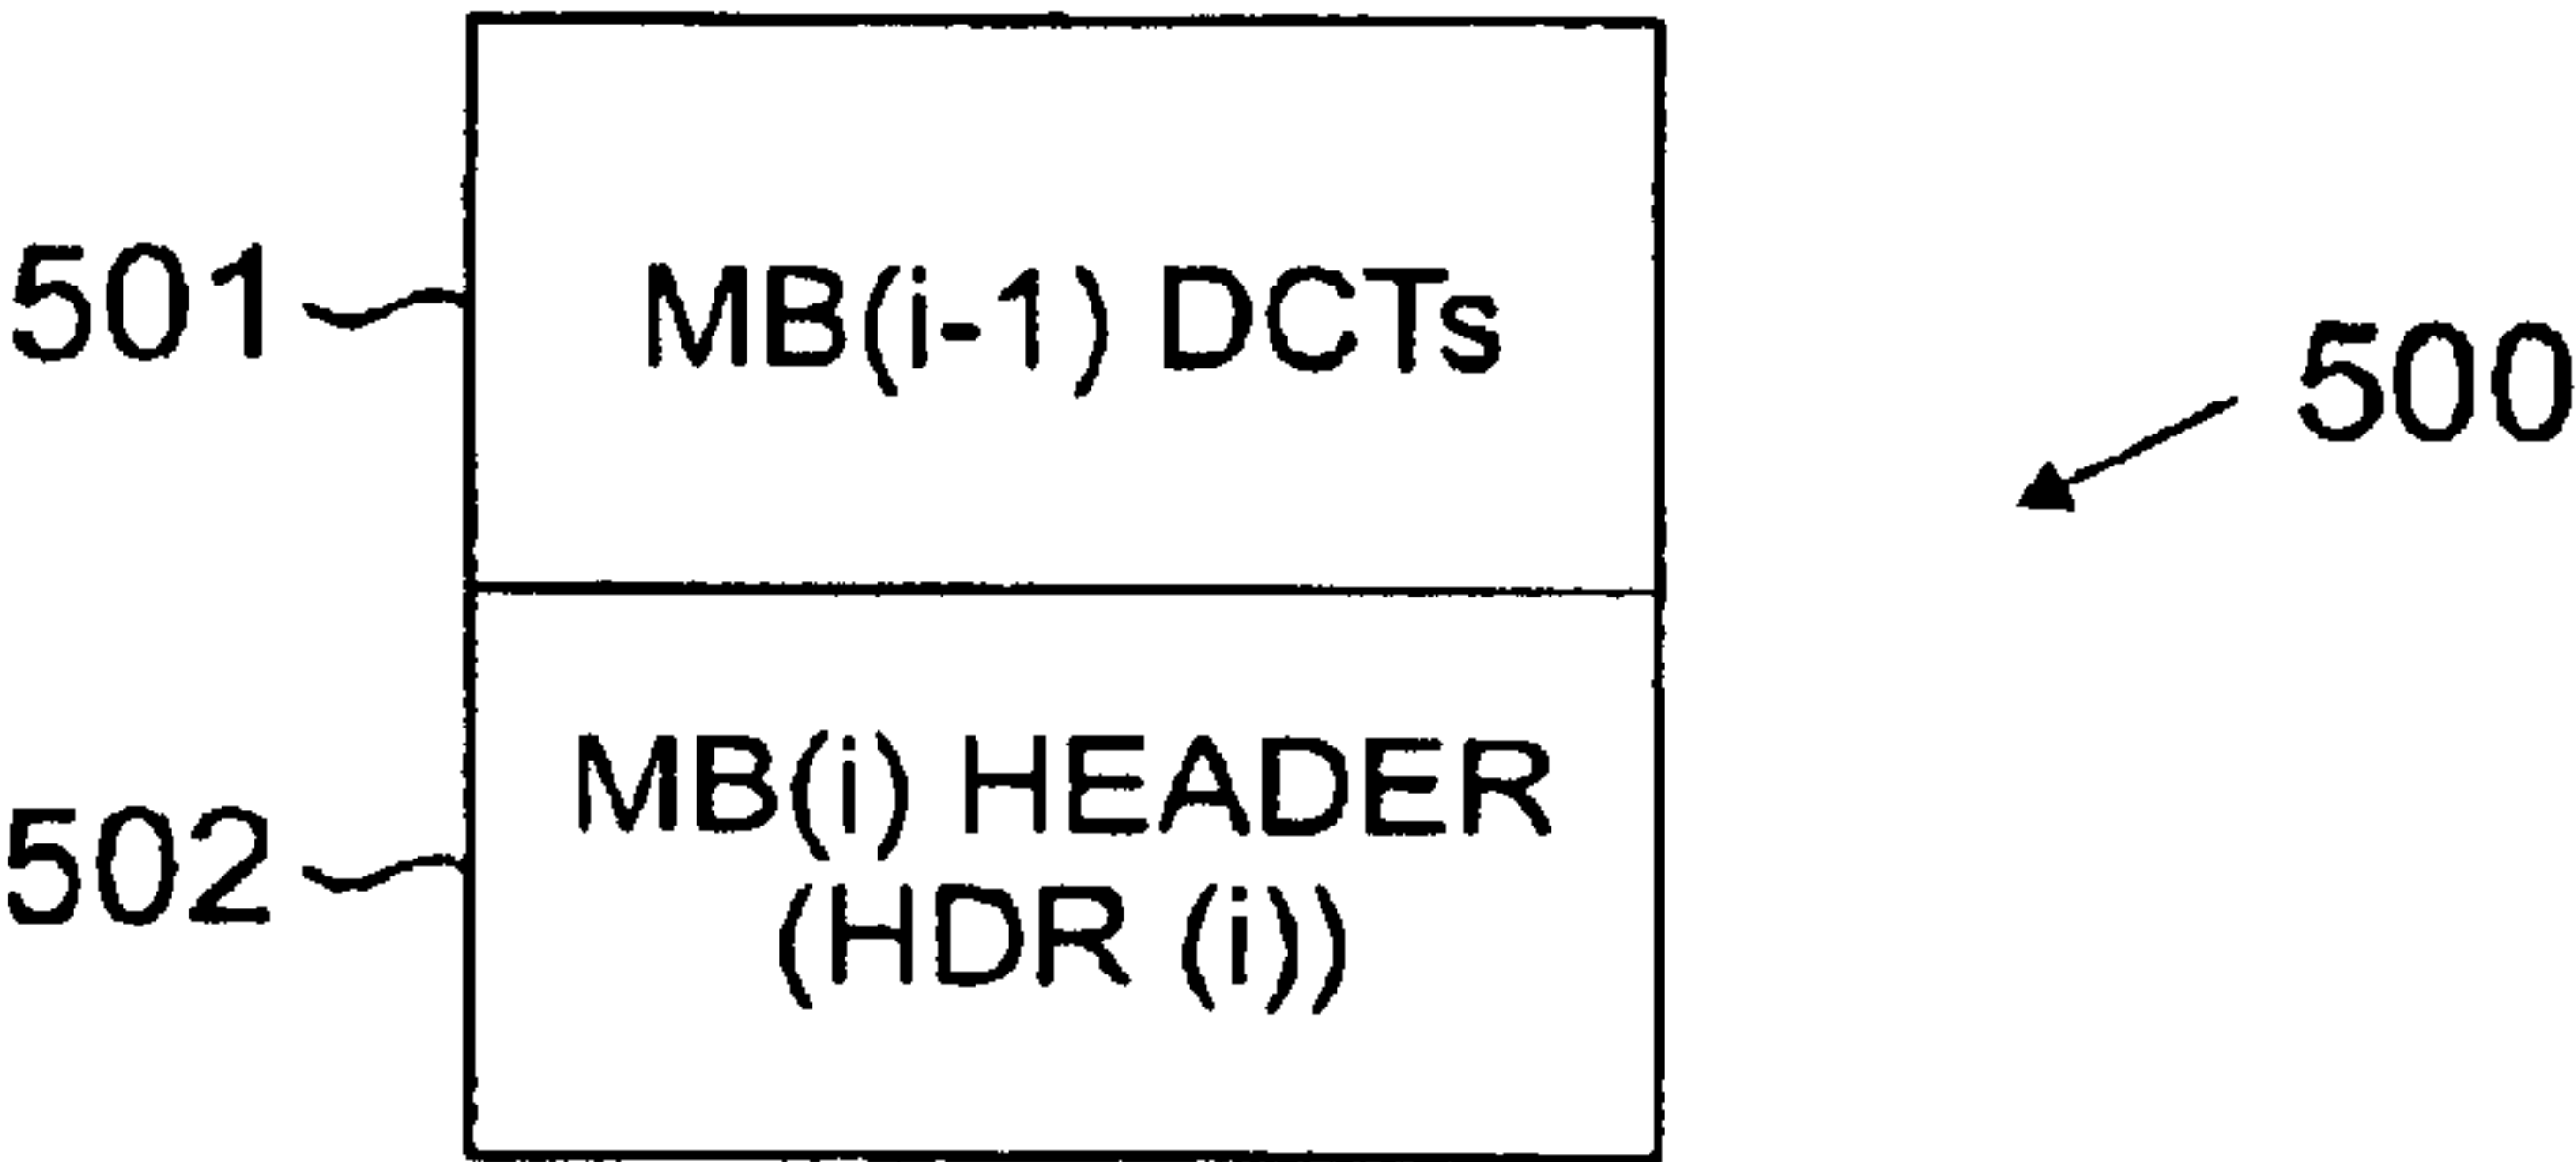 501
MB(i-1) DCTs
500
502
MB(i) HEADER
(HDR (i))